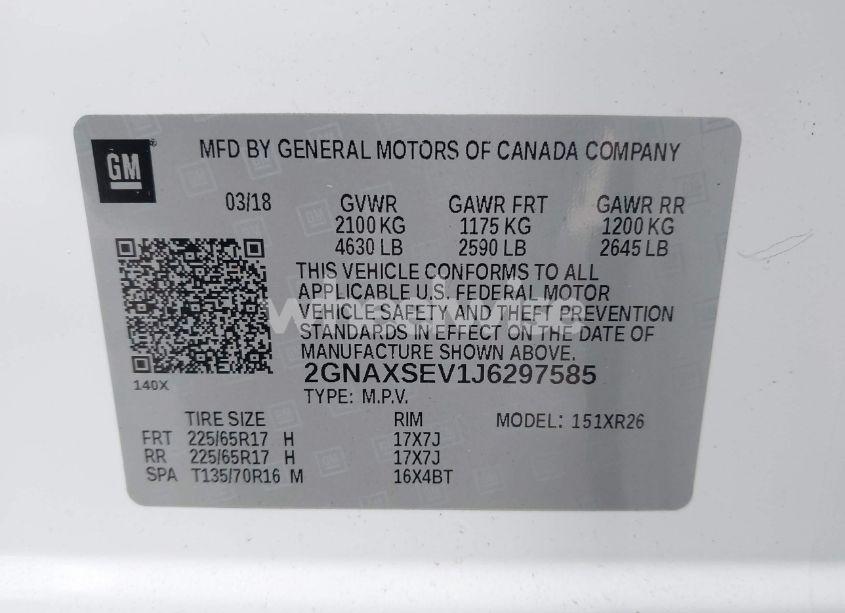 GM
MFD BY GENERAL MOTORS OF CANADA COMPANY
03/18 GVWR GAWR FRT GAWR RR
2100 KG 1175 KG 1200 KG
4630 LB 2590 LB 2645 LB
THIS VEHICLE CONFORMS TO ALL
APPLICABLE U.S. FEDERAL MOTOR
VEHICLE SAFETY AND THEFT PREVENTION
STANDARDS IN EFFECT ON THE DATE OF
MANUFACTURE SHOWN ABOVE.
2GNAXSEV1J6297585
140X
TYPE: M.P.V.
TIRE SIZE RIM MODEL: 151XR26
FRT 225/65R17 H 17X7J
RR 225/65R17 H 17X7J
SPA T135/70R16 M 16X4BT